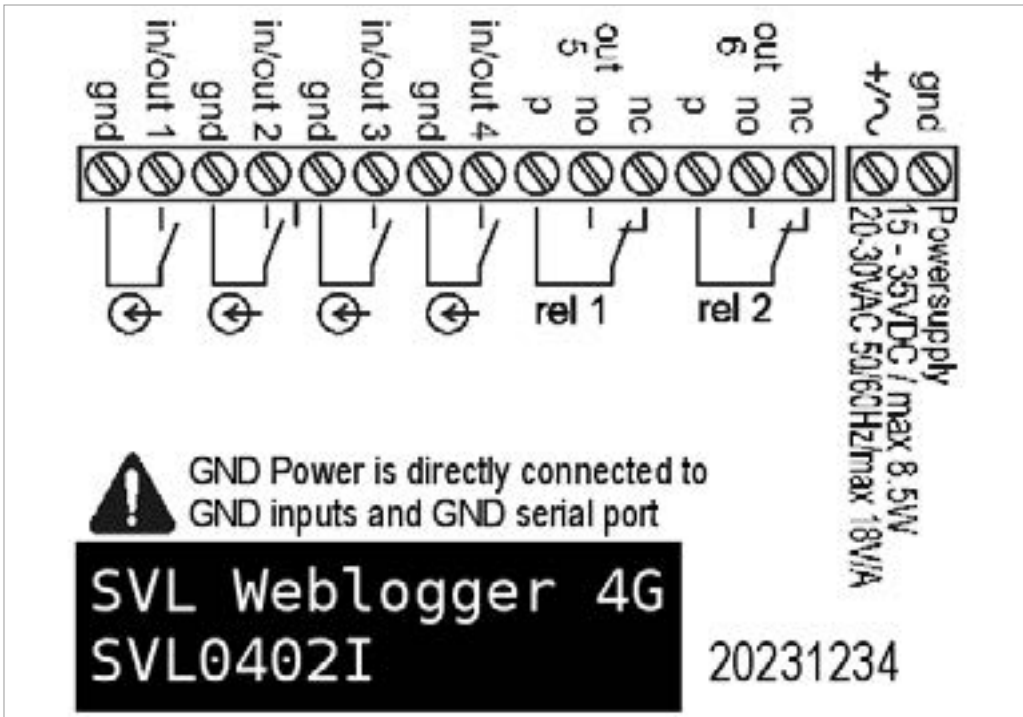 gnd
in/out 1
gnd
in/out 2
gnd
in/out 3
gnd
in/out 4
out
5
p
no
nc
out
6
p
no
nc
+/~
gnd
rel 1
rel 2
Powersupply
15 - 35VDC / max 8.5W
20-30VAC 50/60Hz/max 18V/A
GND Power is directly connected to
GND inputs and GND serial port
SVL Weblogger 4G
SVL0402I
20231234